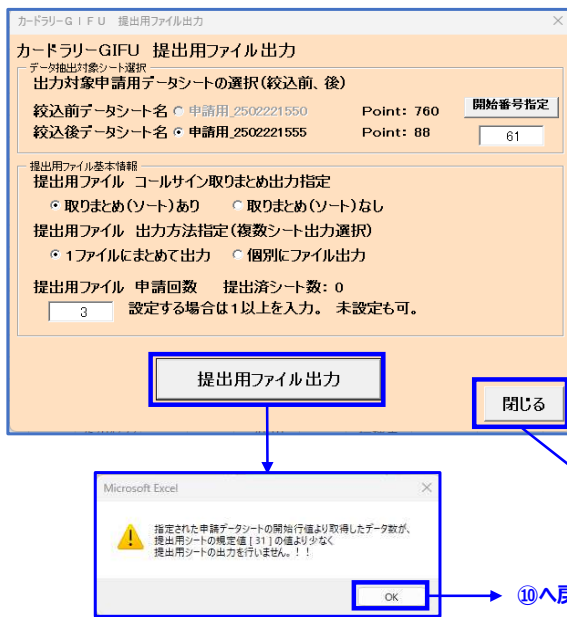 カードラリーGIFU 提出用ファイル出力
カードラリーGIFU 提出用ファイル出力
データ抽出対象シート選択
出力対象申請用データシートの選択(絞込前、後)
絞込前データシート名 申請用_2502221550 Point: 760 開始番号指定
絞込後データシート名 申請用_2502221555 Point: 88 61
提出用ファイル基本情報
提出用ファイル コールサイン取りまとめ出力指定
取りまとめ(ソート)あり 取りまとめ(ソート)なし
提出用ファイル 出力方法指定(複数シート出力選択)
1ファイルにまとめて出力 個別にファイル出力
提出用ファイル 申請回数 提出済シート数: 0
3 設定する場合は1以上を入力。 未設定も可。
提出用ファイル出力
閉じる
Microsoft Excel
指定された申請データシートの開始行値より取得したデータ数が、
提出用シートの規定値 [ 31 ] の値より少なく
提出用シートの出力を行いません。!!
OK
⑩へ戻